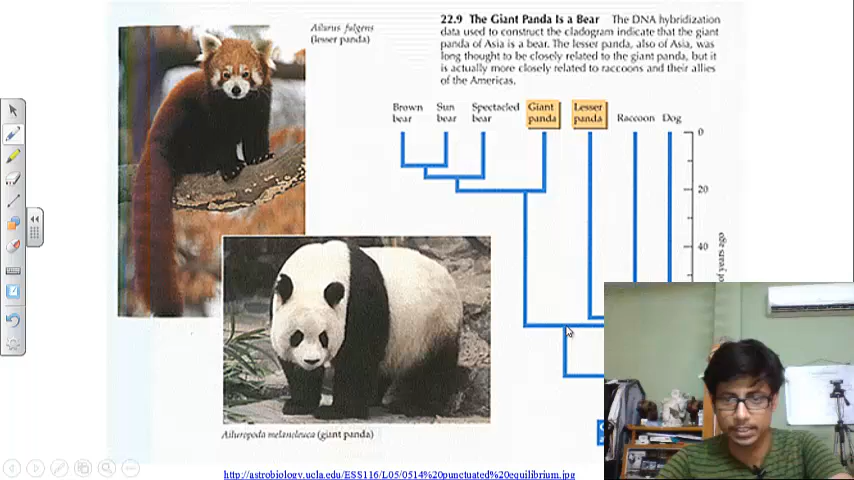 Ailurus fulgens
(lesser panda)
22.9 The Giant Panda Is a Bear The DNA hybridization
data used to construct the cladogram indicate that the giant
panda of Asia is a bear. The lesser panda, also of Asia, was
long thought to be closely related to the giant panda, but it
is actually more closely related to raccoons and their allies
of the Americas.
Brown
bear
Sun
bear
Spectacled
bear
Giant
panda
Lesser
panda
Raccoon
Dog
0
20
40
of years ago
Ailuropoda melanoleuca (giant panda)
http://astrobiology.ucla.edu/ESS116/L05/0514%20punctuated%20equilibrium.jpg